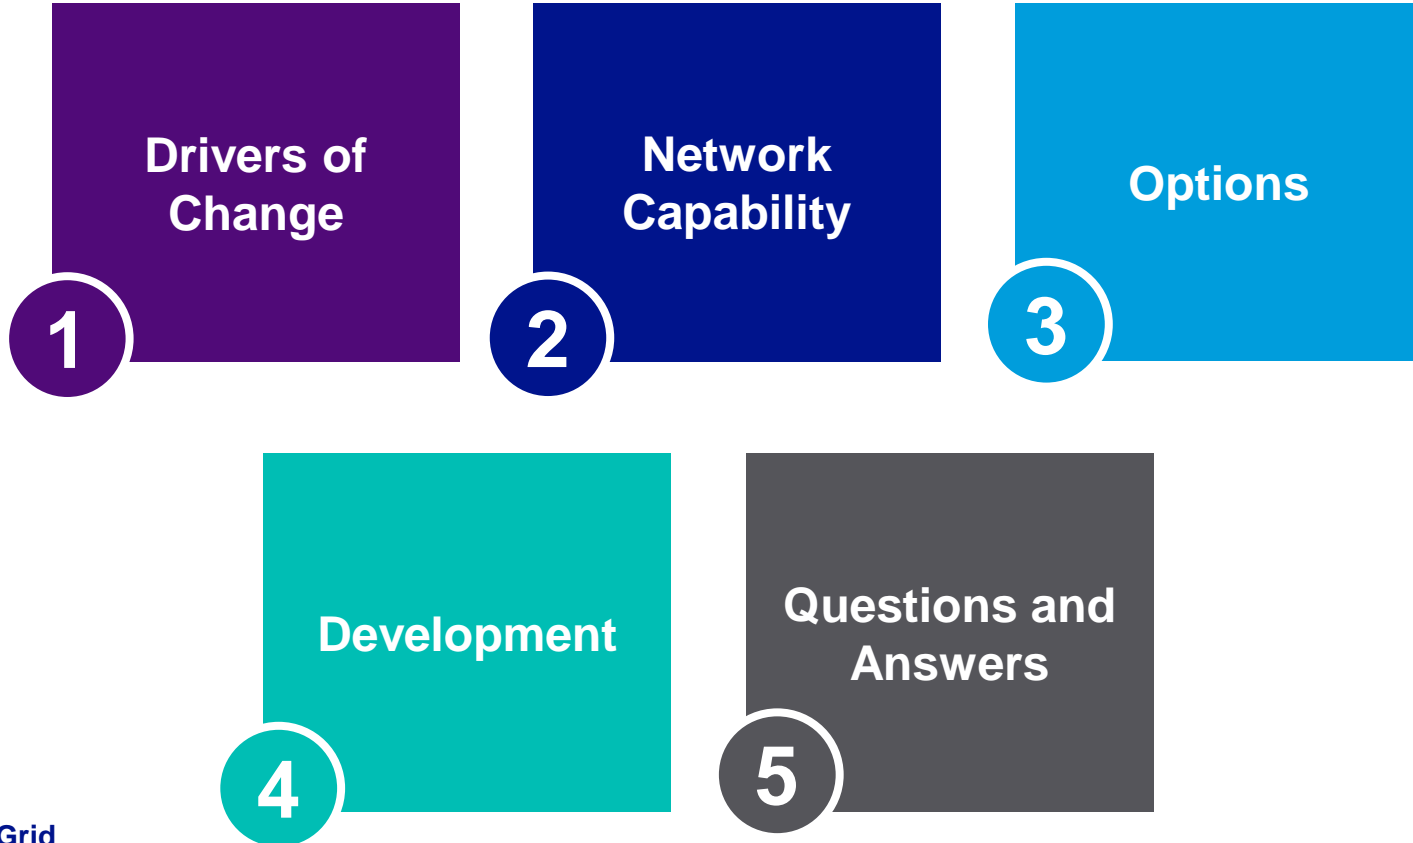 Drivers of
Change
1
Network
Capability
2
Options
3
Development
4
Questions and
Answers
5
Grid